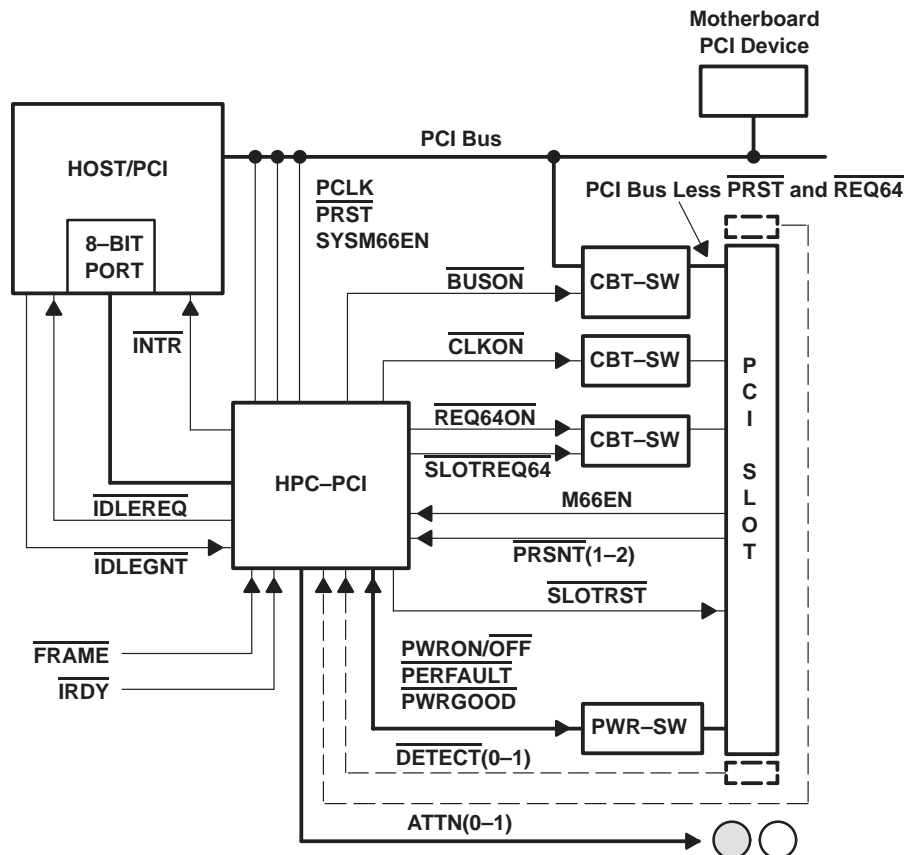 Motherboard
PCI Device
PCI Bus
HOST/PCI
8–BIT
PORT
PCLK
PRST
SYSM66EN
PCI Bus Less PRST and REQ64
BUSON
CBT–SW
INTR
CLKON
CBT–SW
REQ64ON
CBT–SW
SLOTREQ64
HPC–PCI
IDLEREQ
M66EN
IDLEGNT
PRSNT(1–2)
SLOTRST
P
C
I
S
L
O
T
FRAME
IRDY
PWRON/OFF
PERFAULT
PWRGOOD
PWR–SW
DETECT(0–1)
ATTN(0–1)